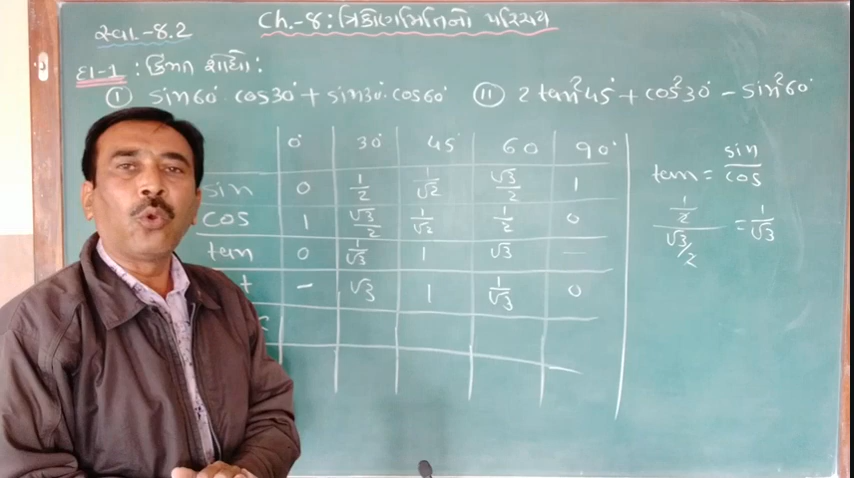 સ્વા.-૮.૨
Ch.-૮: ત્રિકોણમિતિનો પરિચય
દા-1 : કિંમત શોધો :
(i) sin60° cos30° + sin30°. cos60° (ii) 2 tan²45° + cos²30° - sin²60°
0° 30° 45° 60 90°
sin 0 1/2 1/√2 √3/2 1
cos 1 √3/2 1/√2 1/2 0
tan 0 1/√3 1 √3 —
t - √3 1 1/√3 0
tan = sin/cos
1/2 / √3/2 = 1/√3